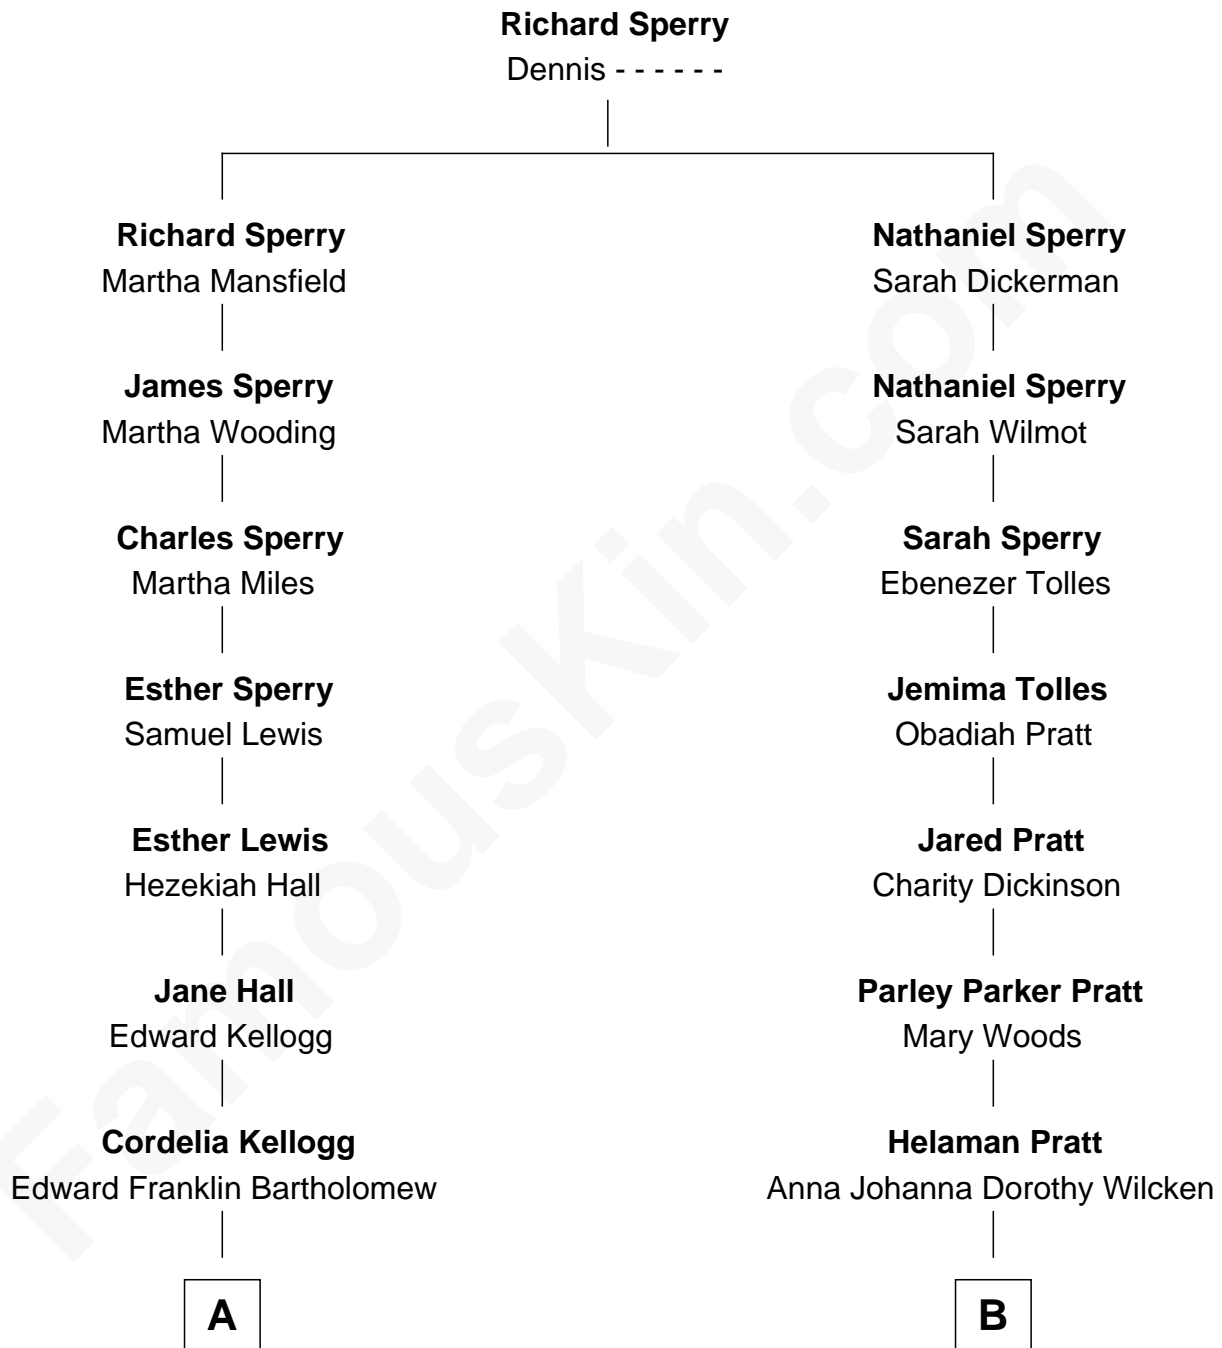 Richard Sperry
Dennis - - - - - -
Richard Sperry
Martha Mansfield
Nathaniel Sperry
Sarah Dickerman
James Sperry
Martha Wooding
Nathaniel Sperry
Sarah Wilmot
Charles Sperry
Martha Miles
Sarah Sperry
Ebenezer Tolles
Esther Sperry
Samuel Lewis
Jemima Tolles
Obadiah Pratt
Esther Lewis
Hezekiah Hall
Jared Pratt
Charity Dickinson
Jane Hall
Edward Kellogg
Parley Parker Pratt
Mary Woods
Cordelia Kellogg
Edward Franklin Bartholomew
Helaman Pratt
Anna Johanna Dorothy Wilcken
A
B
FamousKin.com